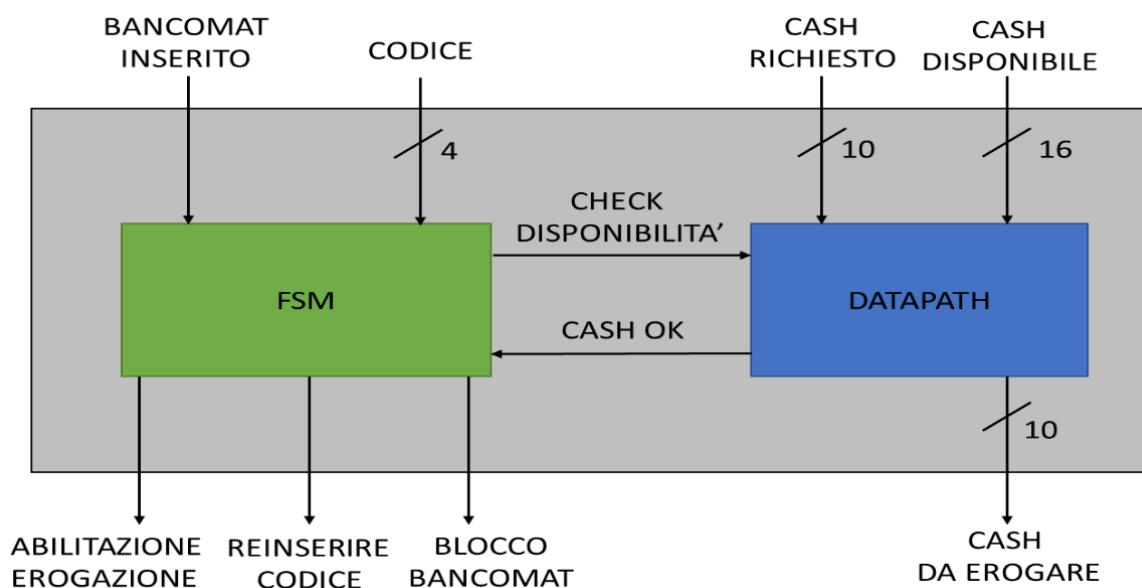 BANCOMAT
INSERITO
CODICE
CASH
RICHIESTO
CASH
DISPONIBILE
4
10
16
CHECK
DISPONIBILITA’
FSM
DATAPATH
CASH OK
10
ABILITAZIONE
EROGAZIONE
REINSERIRE
CODICE
BLOCCO
BANCOMAT
CASH
DA EROGARE